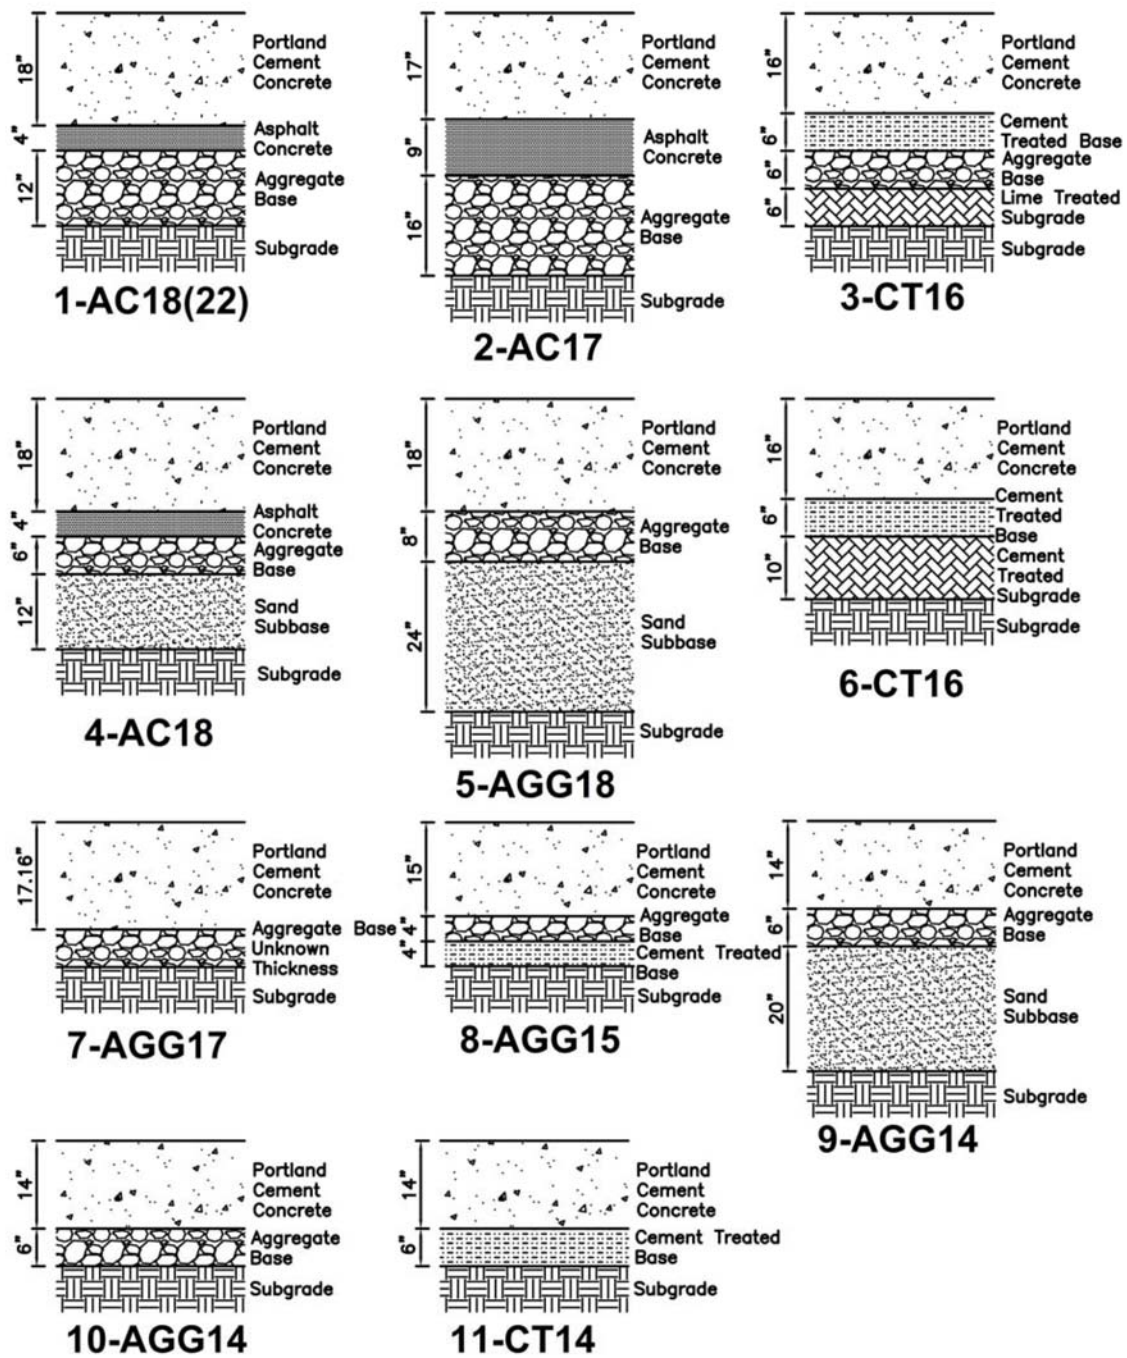 18"
Portland
Cement
Concrete
4"
Asphalt
Concrete
12"
Aggregate
Base
Subgrade
1-AC18(22)
17"
Portland
Cement
Concrete
9"
Asphalt
Concrete
16"
Aggregate
Base
Subgrade
2-AC17
16"
Portland
Cement
Concrete
6"
Cement
Treated Base
6"
Aggregate
Base
6"
Lime Treated
Subgrade
Subgrade
3-CT16
18"
Portland
Cement
Concrete
4"
Asphalt
Concrete
6"
Aggregate
Base
12"
Sand
Subbase
Subgrade
4-AC18
18"
Portland
Cement
Concrete
8"
Aggregate
Base
24"
Sand
Subbase
Subgrade
5-AGG18
16"
Portland
Cement
Concrete
6"
Cement
Treated
Base
10"
Cement
Treated
Subgrade
Subgrade
6-CT16
17.16"
Portland
Cement
Concrete
Aggregate Base
Unknown
Thickness
Subgrade
7-AGG17
15"
Portland
Cement
Concrete
4"
Aggregate
Base
4"
Cement Treated
Base
Subgrade
8-AGG15
14"
Portland
Cement
Concrete
6"
Aggregate
Base
20"
Sand
Subbase
Subgrade
9-AGG14
14"
Portland
Cement
Concrete
6"
Aggregate
Base
Subgrade
10-AGG14
14"
Portland
Cement
Concrete
6"
Cement Treated
Base
Subgrade
11-CT14